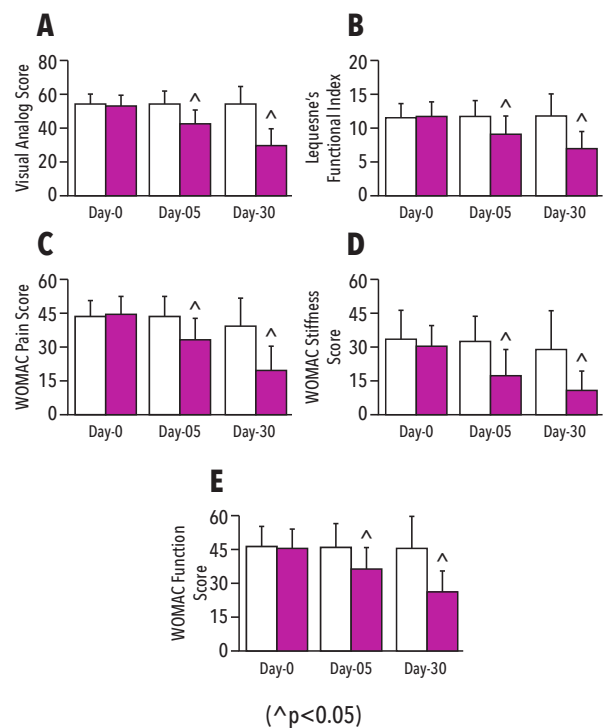 A
Visual Analog Score
80
60
40
20
0
^
^
Day-0 Day-05 Day-30
B
Lequesne's
Functional Index
20
15
10
5
0
^
^
Day-0 Day-05 Day-30
C
WOMAC Pain Score
60
45
30
15
0
^
^
Day-0 Day-05 Day-30
D
WOMAC Stiffness
Score
60
45
30
15
0
^
^
Day-0 Day-05 Day-30
E
WOMAC Function
Score
60
45
30
15
0
^
^
Day-0 Day-05 Day-30
(^p<0.05)